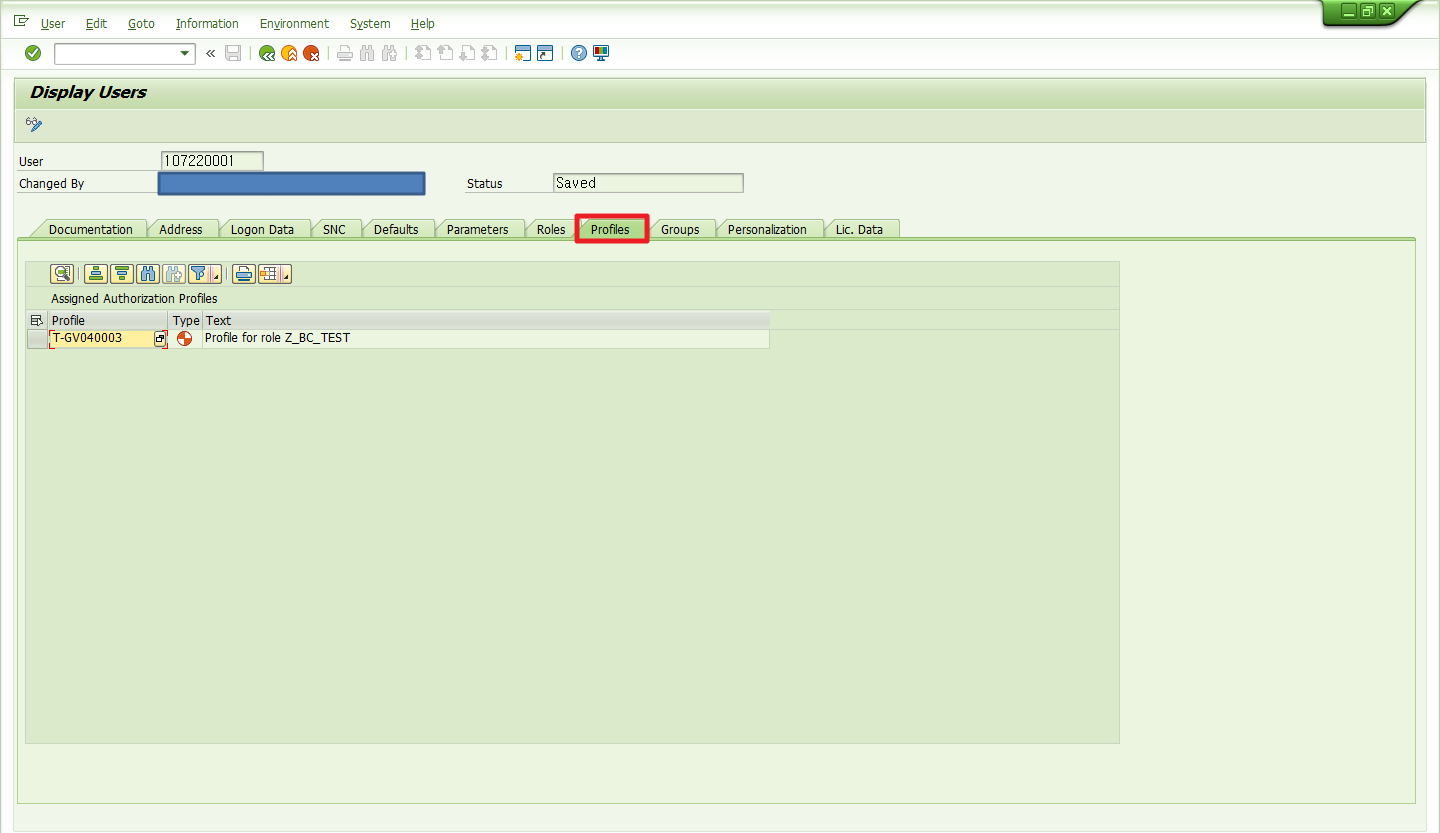 User Edit Goto Information Environment System Help
Display Users
User 107220001
Changed By Status Saved
Documentation Address Logon Data SNC Defaults Parameters Roles Profiles Groups Personalization Lic. Data
Assigned Authorization Profiles
Profile Type Text
T-GV040003 Profile for role Z_BC_TEST